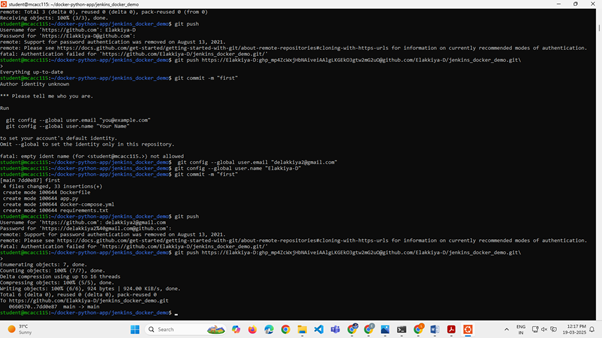 student@mcacc115: ~/docker-python-app/jenkins_docker_demo
remote: Total 3 (delta 0), reused 0 (delta 0), pack-reused 0 (from 0)
Receiving objects: 100% (3/3), done.
student@mcacc115:~/docker-python-app/jenkins_docker_demo$ git push
Username for 'https://github.com': Elakkiya-D
Password for 'https://Elakkiya-D@github.com':
remote: Support for password authentication was removed on August 13, 2021.
remote: Please see https://docs.github.com/get-started/getting-started-with-git/about-remote-repositories#cloning-with-https-urls for information on currently recommended modes of authentication.
fatal: Authentication failed for 'https://github.com/Elakkiya-D/jenkins_docker_demo.git/'
student@mcacc115:~/docker-python-app/jenkins_docker_demo$ git push
>
Everything up-to-date
student@mcacc115:~/docker-python-app/jenkins_docker_demo$ git commit -m "first"
Author identity unknown
*** Please tell me who you are.
Run
git config --global user.email "you@example.com"
git config --global user.name "Your Name"
to set your account's default identity.
Omit --global to set the identity only in this repository.
fatal: empty ident name (for <student@mcacc115.>) not allowed
student@mcacc115:~/docker-python-app/jenkins_docker_demo$ git config --global user.email "delakkiya2@gmail.com"
student@mcacc115:~/docker-python-app/jenkins_docker_demo$ git config --global user.name "Elakkiya-D"
student@mcacc115:~/docker-python-app/jenkins_docker_demo$ git commit -m "first"
[main 7dd0e87] first
4 files changed, 33 insertions(+)
create mode 100644 Dockerfile
create mode 100644 app.py
create mode 100644 docker-compose.yml
create mode 100644 requirements.txt
student@mcacc115:~/docker-python-app/jenkins_docker_demo$ git push
Username for 'https://github.com': delakkiya2@gmail.com
Password for 'https://delakkiya2%40gmail.com@github.com':
remote: Support for password authentication was removed on August 13, 2021.
remote: Please see https://docs.github.com/get-started/getting-started-with-git/about-remote-repositories#cloning-with-https-urls for information on currently recommended modes of authentication.
fatal: Authentication failed for 'https://github.com/Elakkiya-D/jenkins_docker_demo.git/'
student@mcacc115:~/docker-python-app/jenkins_docker_demo$ git push
>
Enumerating objects: 7, done.
Counting objects: 100% (7/7), done.
Delta compression using up to 16 threads
Compressing objects: 100% (5/5), done.
Writing objects: 100% (6/6), 924 bytes | 924.00 KiB/s, done.
Total 6 (delta 0), reused 0 (delta 0), pack-reused 0
To https://github.com/Elakkiya-D/jenkins_docker_demo.git
0660570..7dd0e87 main -> main
student@mcacc115:~/docker-python-app/jenkins_docker_demo$
31°C
Sunny
Search
ENG
IN
12:17 PM
19-03-2025